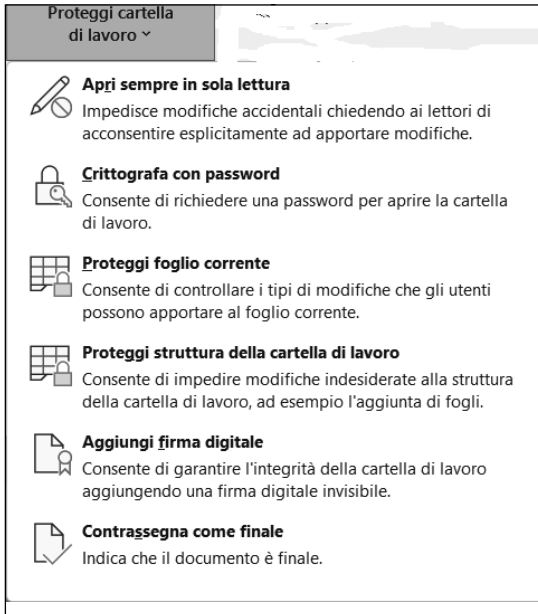 Proteggi cartella
di lavoro
Apri sempre in sola lettura
Impedisce modifiche accidentali chiedendo ai lettori di
acconsentire esplicitamente ad apportare modifiche.
Crittografa con password
Consente di richiedere una password per aprire la cartella
di lavoro.
Proteggi foglio corrente
Consente di controllare i tipi di modifiche che gli utenti
possono apportare al foglio corrente.
Proteggi struttura della cartella di lavoro
Consente di impedire modifiche indesiderate alla struttura
della cartella di lavoro, ad esempio l'aggiunta di fogli.
Aggiungi firma digitale
Consente di garantire l'integrità della cartella di lavoro
aggiungendo una firma digitale invisibile.
Contrassegna come finale
Indica che il documento è finale.